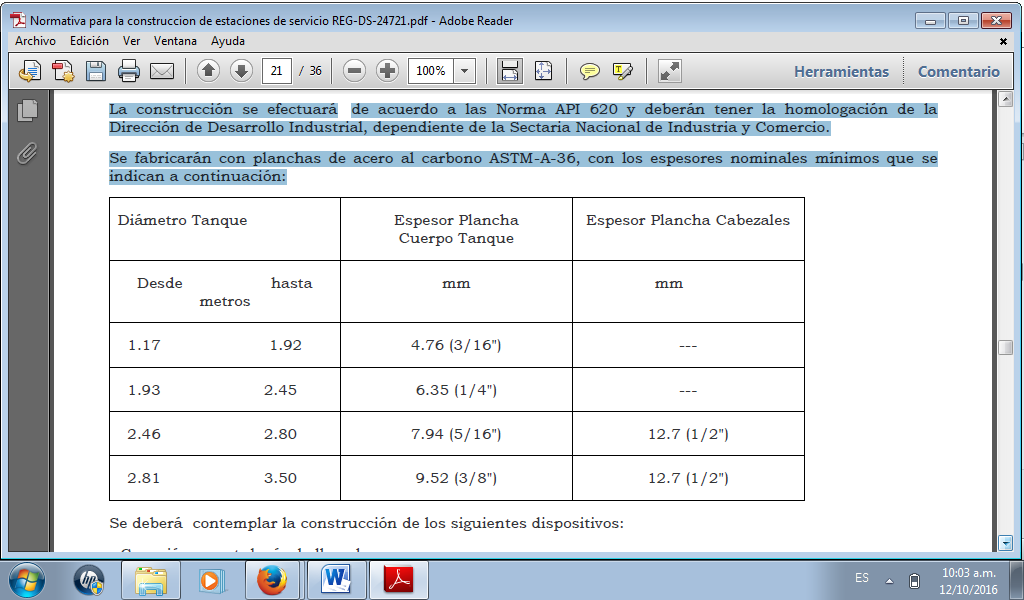 Normativa para la construccion de estaciones de servicio REG-DS-24721.pdf - Adobe Reader
Archivo Edición Ver Ventana Ayuda
21 / 36 100% Herramientas Comentario
La construcción se efectuará de acuerdo a las Norma API 620 y deberán tener la homologación de la
Dirección de Desarrollo Industrial, dependiente de la Sectaria Nacional de Industria y Comercio.
Se fabricarán con planchas de acero al carbono ASTM-A-36, con los espesores nominales mínimos que se
indican a continuación:
Diámetro Tanque Espesor Plancha Espesor Plancha Cabezales
Cuerpo Tanque
Desde hasta mm mm
metros
1.17 1.92 4.76 (3/16") ---
1.93 2.45 6.35 (1/4") ---
2.46 2.80 7.94 (5/16") 12.7 (1/2")
2.81 3.50 9.52 (3/8") 12.7 (1/2")
Se deberá contemplar la construcción de los siguientes dispositivos:
ES 10:03 a.m.
12/10/2016